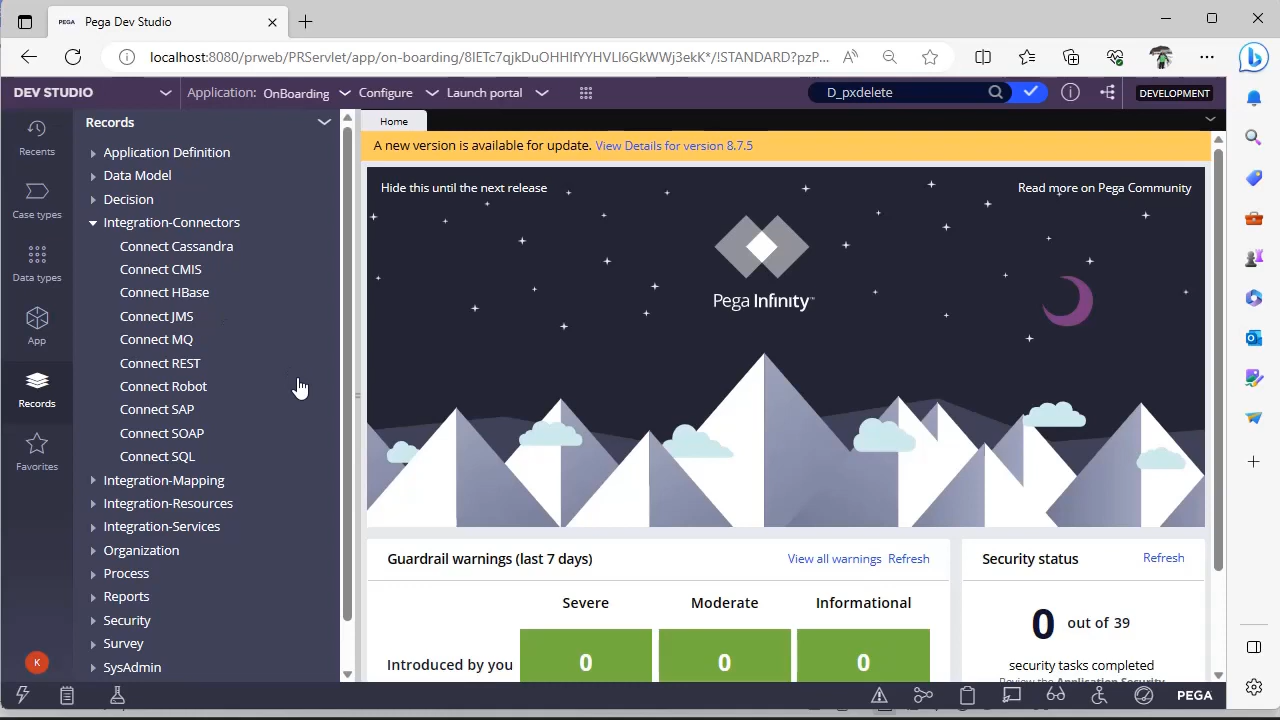 PEGA Pega Dev Studio
localhost:8080/prweb/PRServlet/app/on-boarding/
DEV STUDIO Application: OnBoarding Configure Launch portal D_pxdelete DEVELOPMENT
Recents
Case types
Data types
App
Records
Favorites
K
Records
Application Definition
Data Model
Decision
Integration-Connectors
Connect Cassandra
Connect CMIS
Connect HBase
Connect JMS
Connect MQ
Connect REST
Connect Robot
Connect SAP
Connect SOAP
Connect SQL
Integration-Mapping
Integration-Resources
Integration-Services
Organization
Process
Reports
Security
Survey
SysAdmin
Home
A new version is available for update. View Details for version 8.7.5
Hide this until the next release Read more on Pega Community
Pega Infinity™
Guardrail warnings (last 7 days) View all warnings Refresh
Severe Moderate Informational
Introduced by you 0 0 0
Security status Refresh
0 out of 39
security tasks completed
Review the Application Security
PEGA